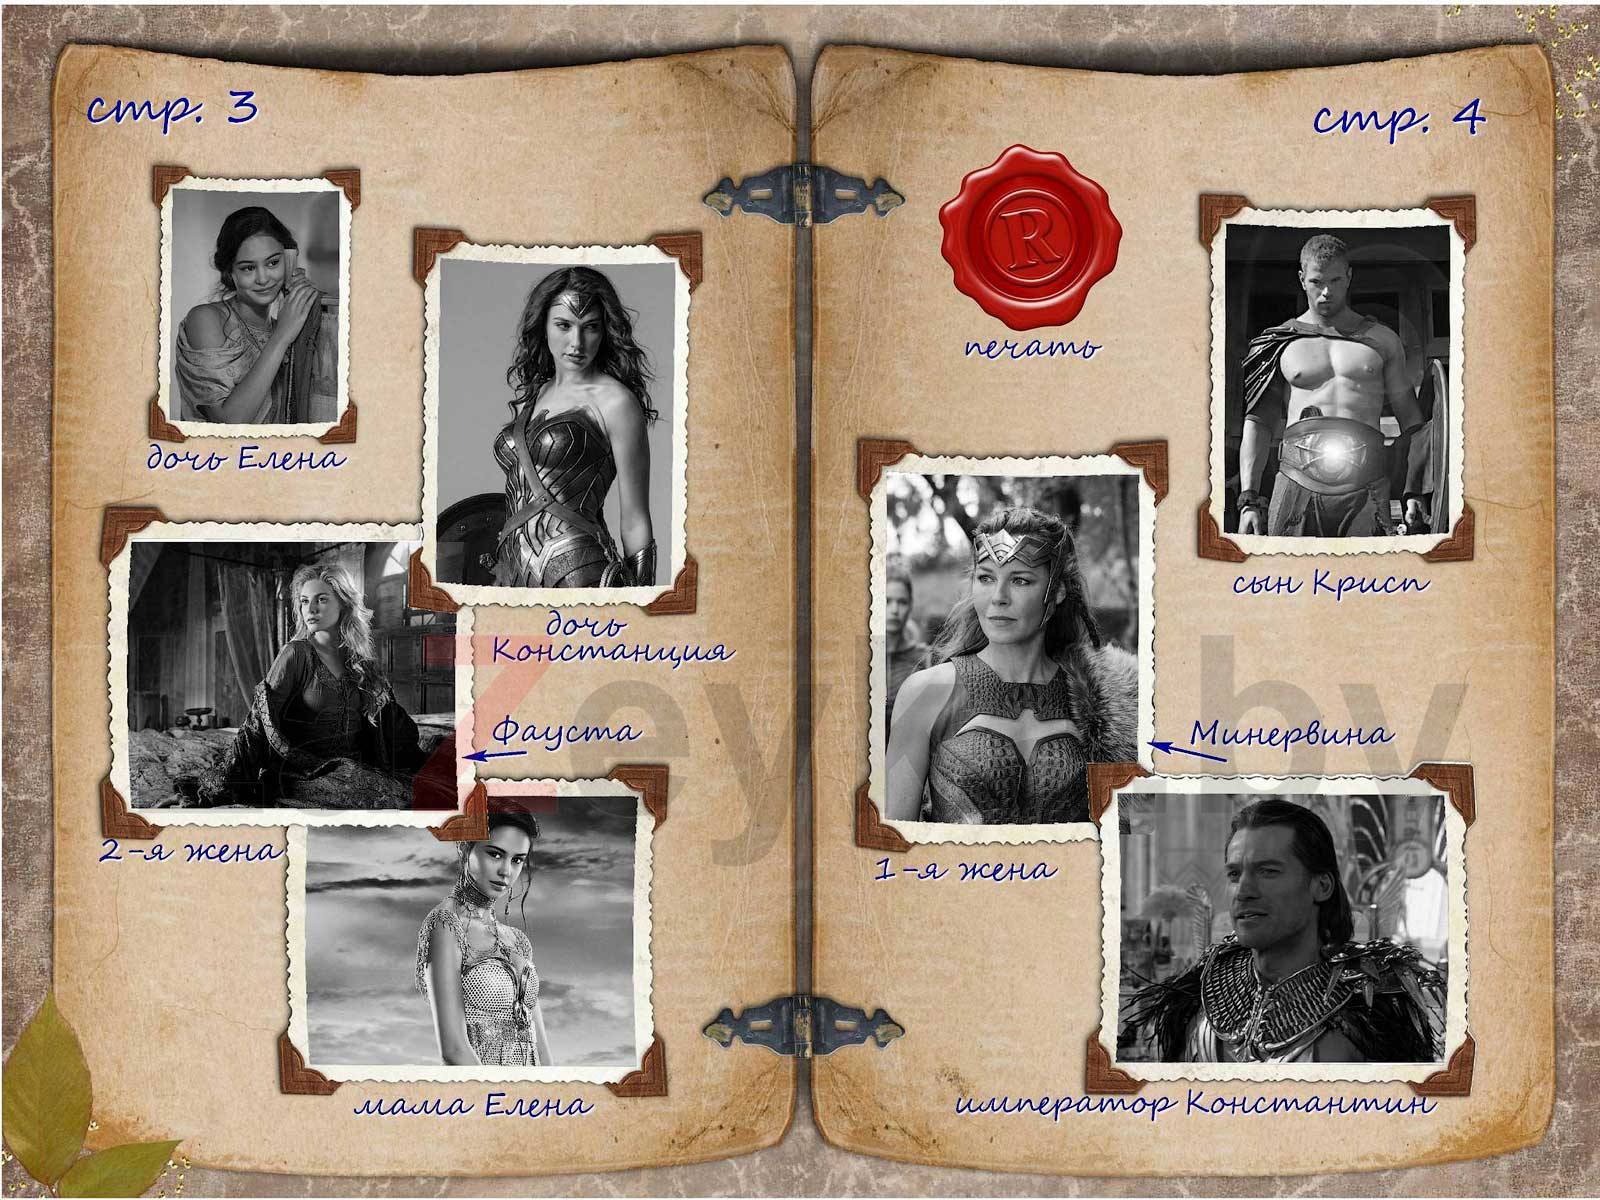 стр. 3
дочь Елена
дочь
Констанция
Фауста
2-я жена
мама Елена
стр. 4
R
печать
сын Крисп
Минервина
1-я жена
император Константин